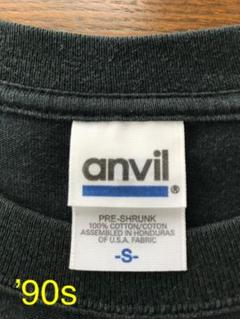 anvil
®
PRE-SHRUNK
100% COTTON/COTON
ASSEMBLED IN HONDURAS
OF U.S.A. FABRIC
-S-
'90s